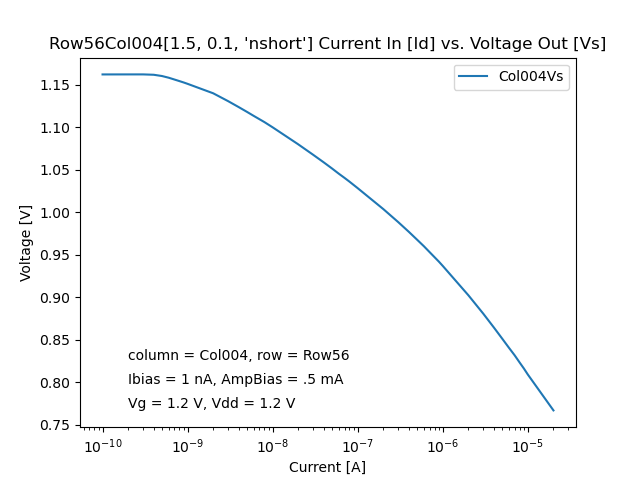 Row56Col004[1.5, 0.1, 'nshort'] Current In [Id] vs. Voltage Out [Vs]
Col004Vs
1.15
1.10
1.05
1.00
0.95
0.90
0.85
0.80
0.75
Voltage [V]
column = Col004, row = Row56
Ibias = 1 nA, AmpBias = .5 mA
Vg = 1.2 V, Vdd = 1.2 V
10⁻¹⁰ 10⁻⁹ 10⁻⁸ 10⁻⁷ 10⁻⁶ 10⁻⁵
Current [A]